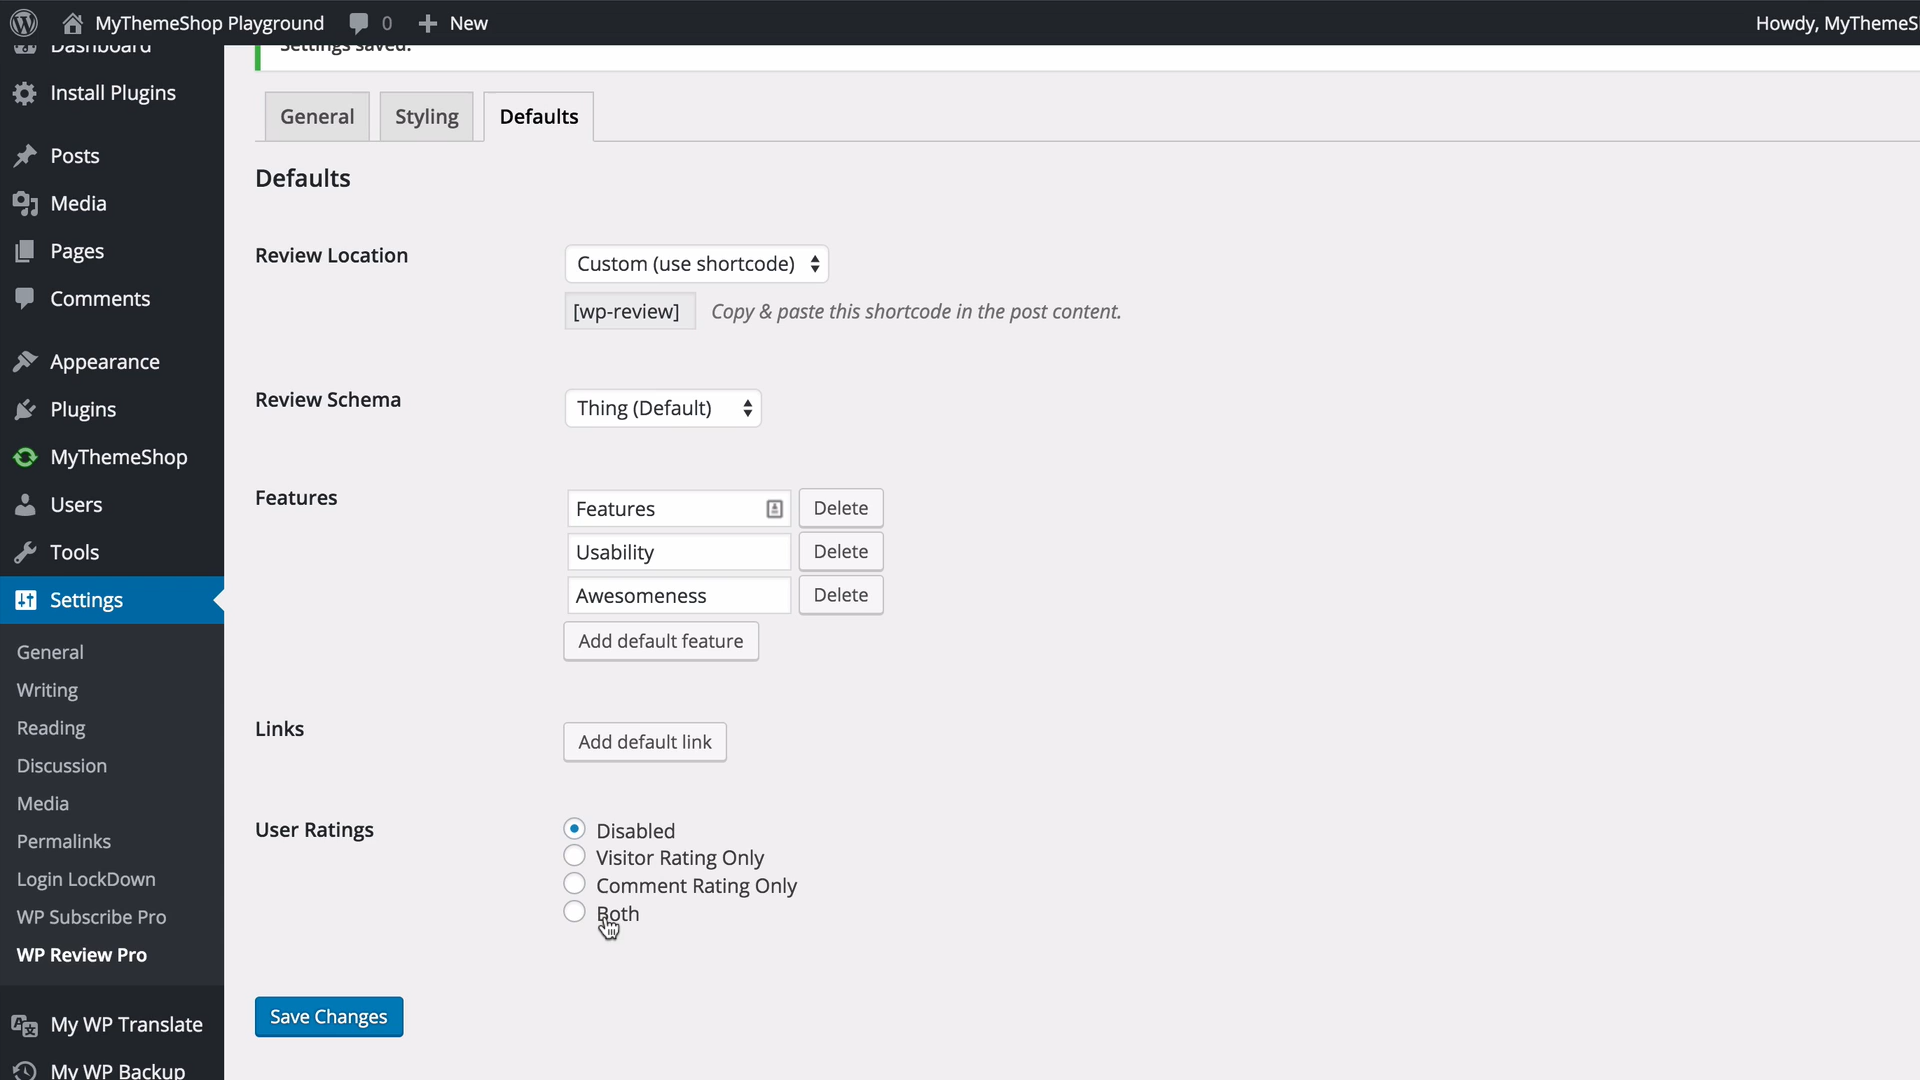 MyThemeShop Playground 0 New Howdy, MyThemeS
Dashboard
Settings saved.
Install Plugins
General Styling Defaults
Posts
Media
Pages
Comments
Appearance
Plugins
MyThemeShop
Users
Tools
Settings
General
Writing
Reading
Discussion
Media
Permalinks
Login LockDown
WP Subscribe Pro
WP Review Pro
My WP Translate
My WP Backup
Defaults
Review Location
Custom (use shortcode)
[wp-review] Copy & paste this shortcode in the post content.
Review Schema
Thing (Default)
Features
Features Delete
Usability Delete
Awesomeness Delete
Add default feature
Links
Add default link
User Ratings
Disabled
Visitor Rating Only
Comment Rating Only
Both
Save Changes